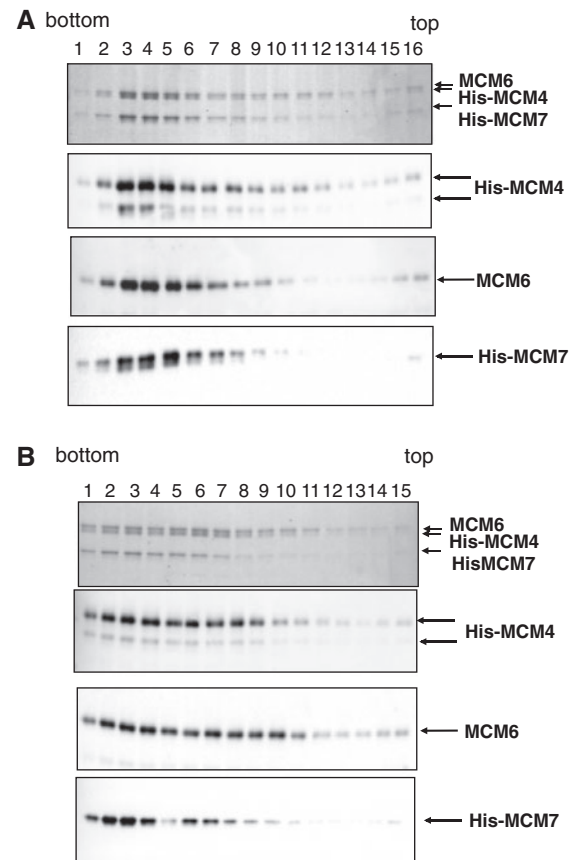 A bottom top
1 2 3 4 5 6 7 8 9 10 11 12 13 14 15 16
MCM6
His-MCM4
His-MCM7
His-MCM4
MCM6
His-MCM7
B bottom top
1 2 3 4 5 6 7 8 9 10 11 12 13 14 15
MCM6
His-MCM4
HisMCM7
His-MCM4
MCM6
His-MCM7